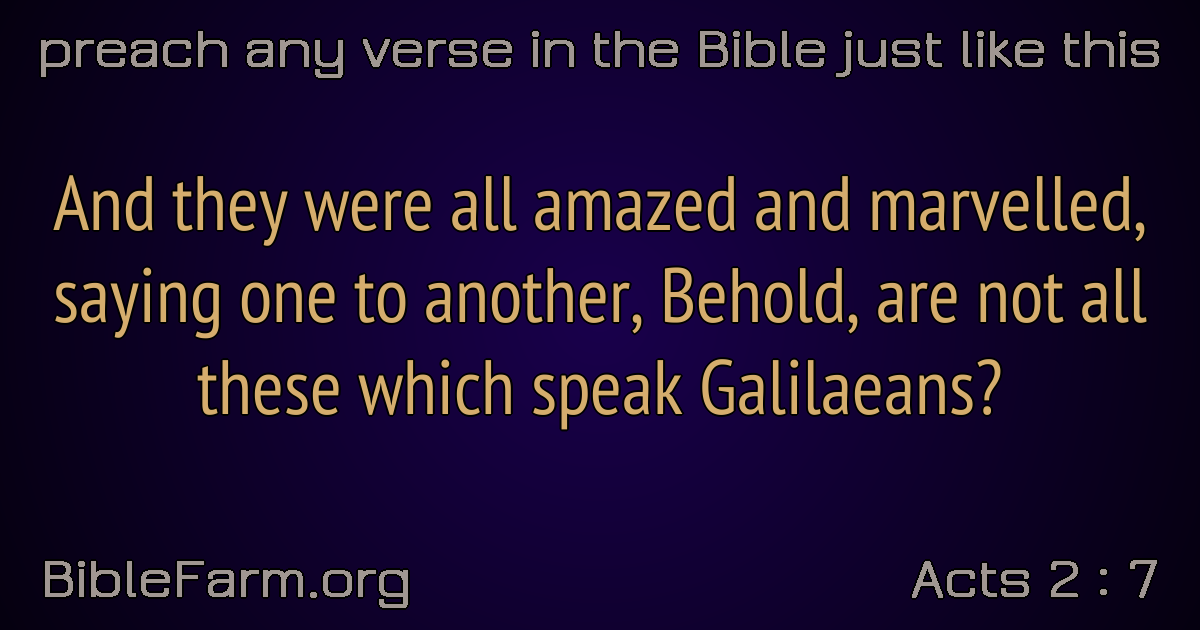 preach any verse in the Bible just like this
And they were all amazed and marvelled,
saying one to another, Behold, are not all
these which speak Galilaeans?
BibleFarm.org
Acts 2 : 7